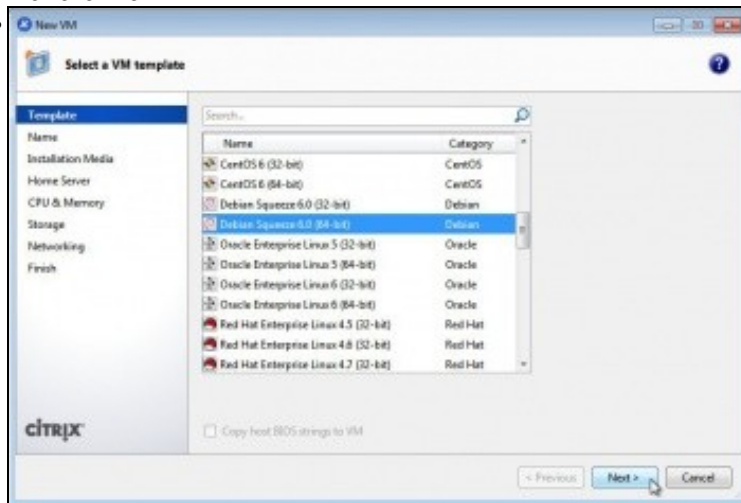 New VM
Select a VM template
Template
Name
Installation Media
Home Server
CPU & Memory
Storage
Networking
Finish
Search...
Name Category
CentOS 6 (32-bit) CentOS
CentOS 6 (64-bit) CentOS
Debian Squeeze 6.0 (32-bit) Debian
Debian Squeeze 6.0 (64-bit) Debian
Oracle Enterprise Linux 5 (32-bit) Oracle
Oracle Enterprise Linux 5 (64-bit) Oracle
Oracle Enterprise Linux 6 (32-bit) Oracle
Oracle Enterprise Linux 6 (64-bit) Oracle
Red Hat Enterprise Linux 4.5 (32-bit) Red Hat
Red Hat Enterprise Linux 4.6 (32-bit) Red Hat
Red Hat Enterprise Linux 4.7 (32-bit) Red Hat
Copy host BIOS strings to VM
CITRIX
< Previous Next > Cancel